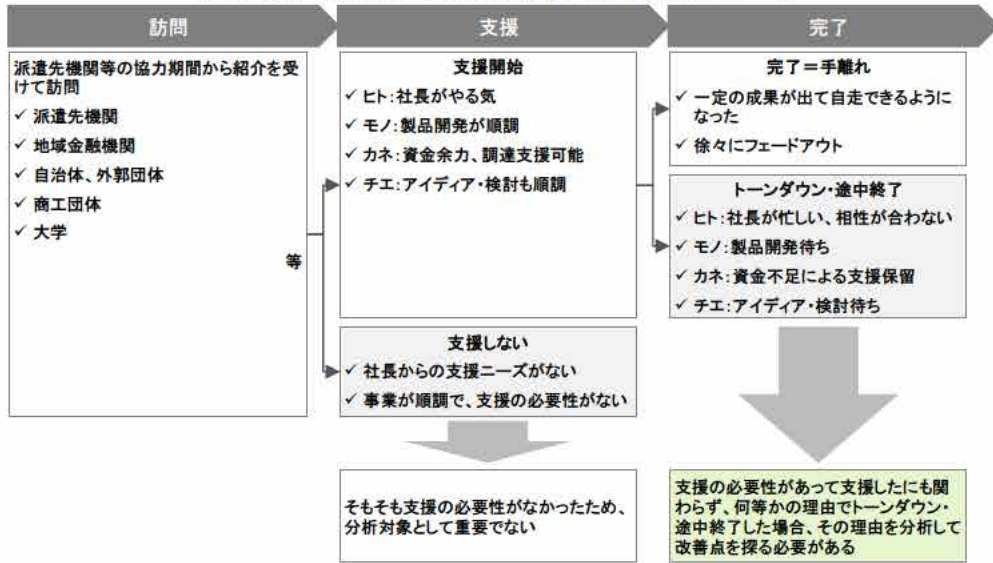 訪問
支援
完了
派遣先機関等の協力期間から紹介を受
けて訪問
✓ 派遣先機関
✓ 地域金融機関
✓ 自治体、外郭団体
✓ 商工団体
✓ 大学
等
支援開始
✓ ヒト：社長がやる気
✓ モノ：製品開発が順調
✓ カネ：資金余力、調達支援可能
✓ チエ：アイディア・検討も順調
支援しない
✓ 社長からの支援ニーズがない
✓ 事業が順調で、支援の必要性がない
そもそも支援の必要性がなかったため、
分析対象として重要でない
完了＝手離れ
✓ 一定の成果が出て自走できるように
なった
✓ 徐々にフェードアウト
トーンダウン・途中終了
✓ ヒト：社長が忙しい、相性が合わない
✓ モノ：製品開発待ち
✓ カネ：資金不足による支援保留
✓ チエ：アイディア・検討待ち
支援の必要性があって支援したにも関
わらず、何等かの理由でトーンダウン・
途中終了した場合、その理由を分析して
改善点を探る必要がある